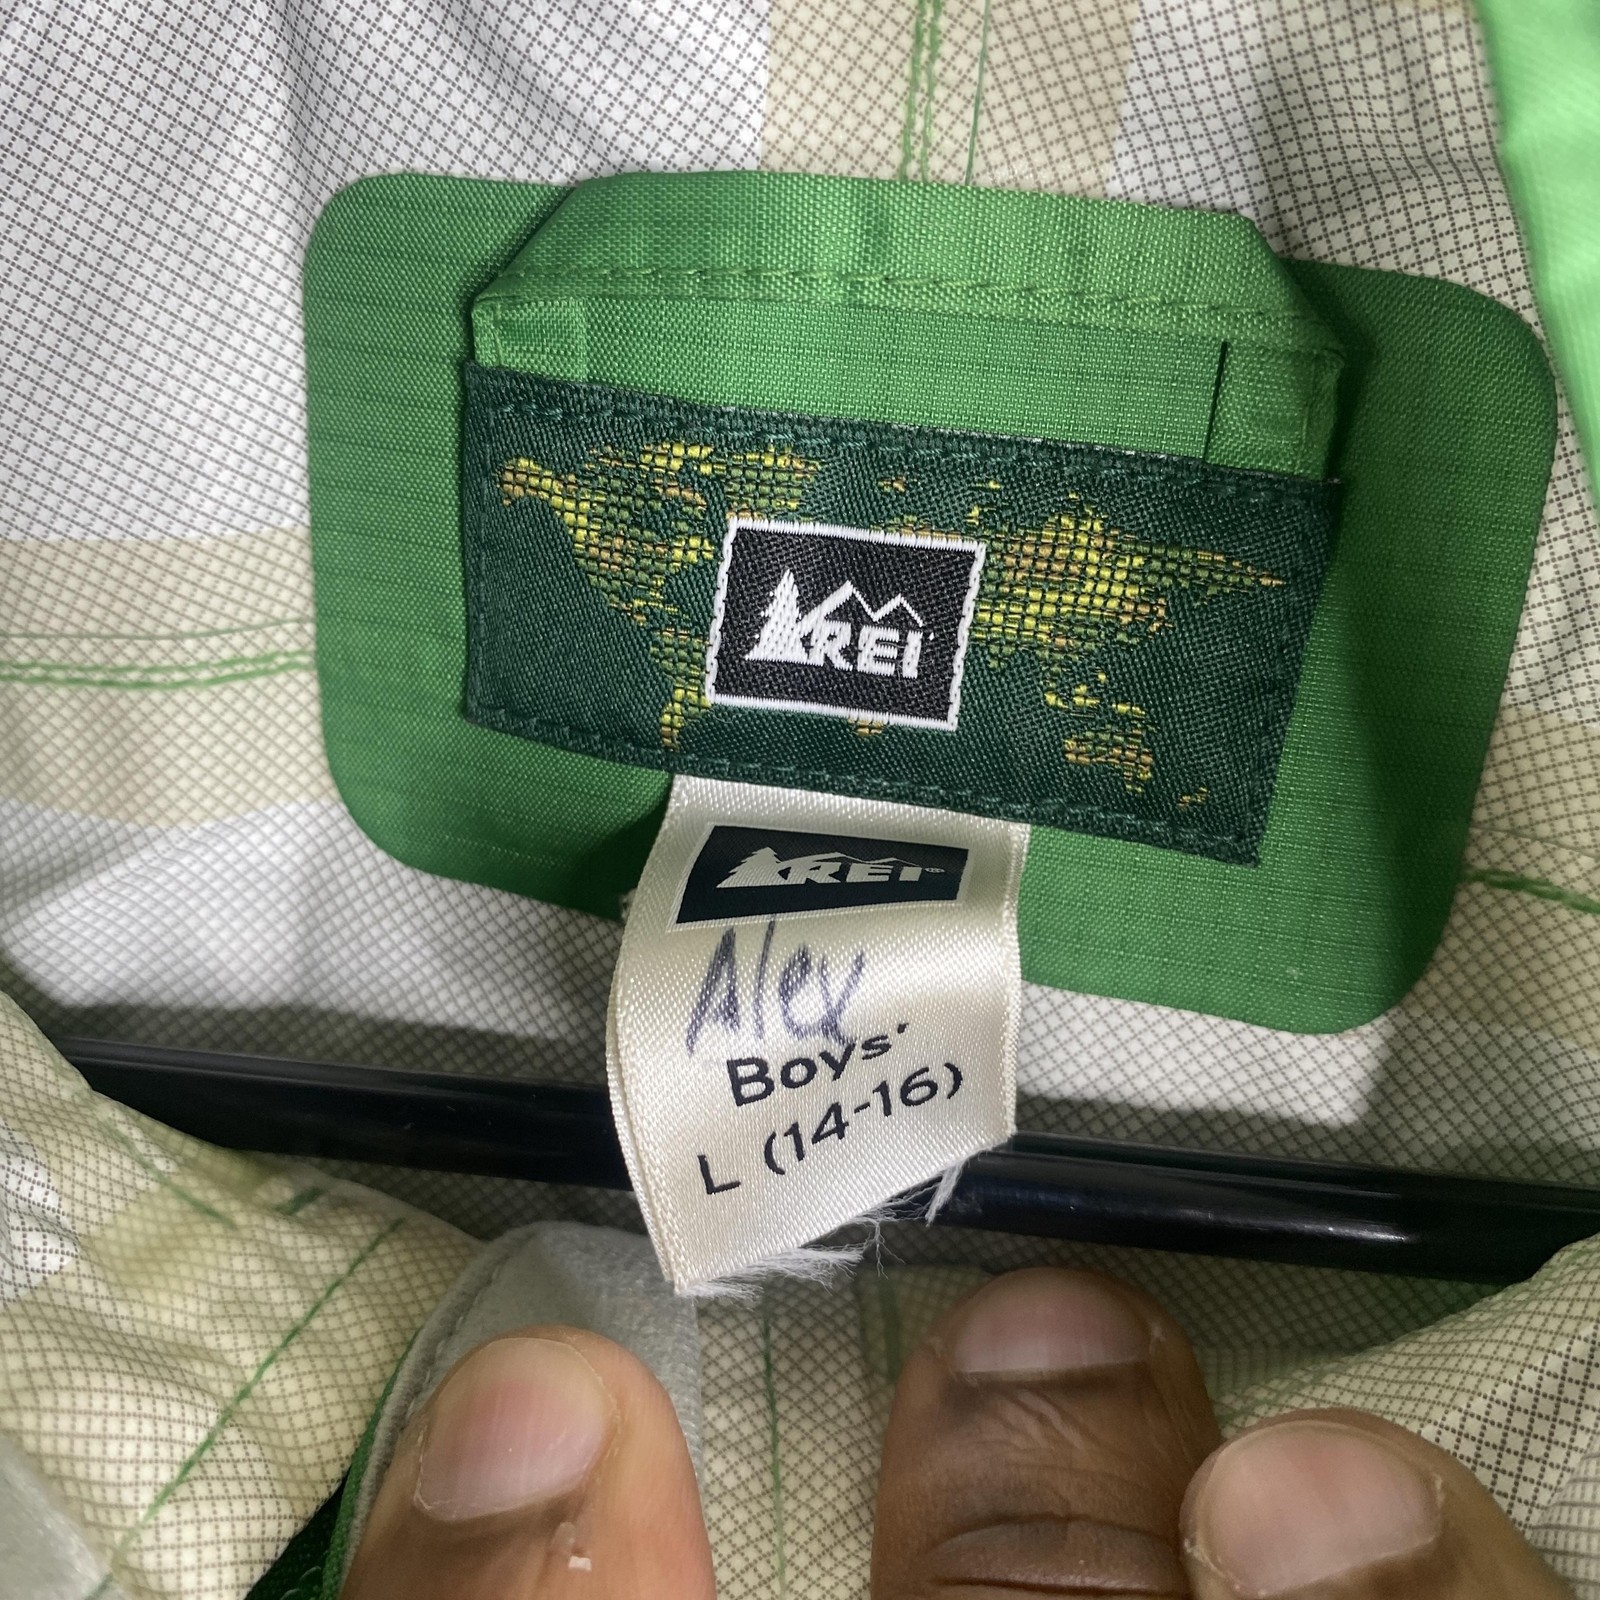 REI
REI®
Alex
Boys'
L (14-16)